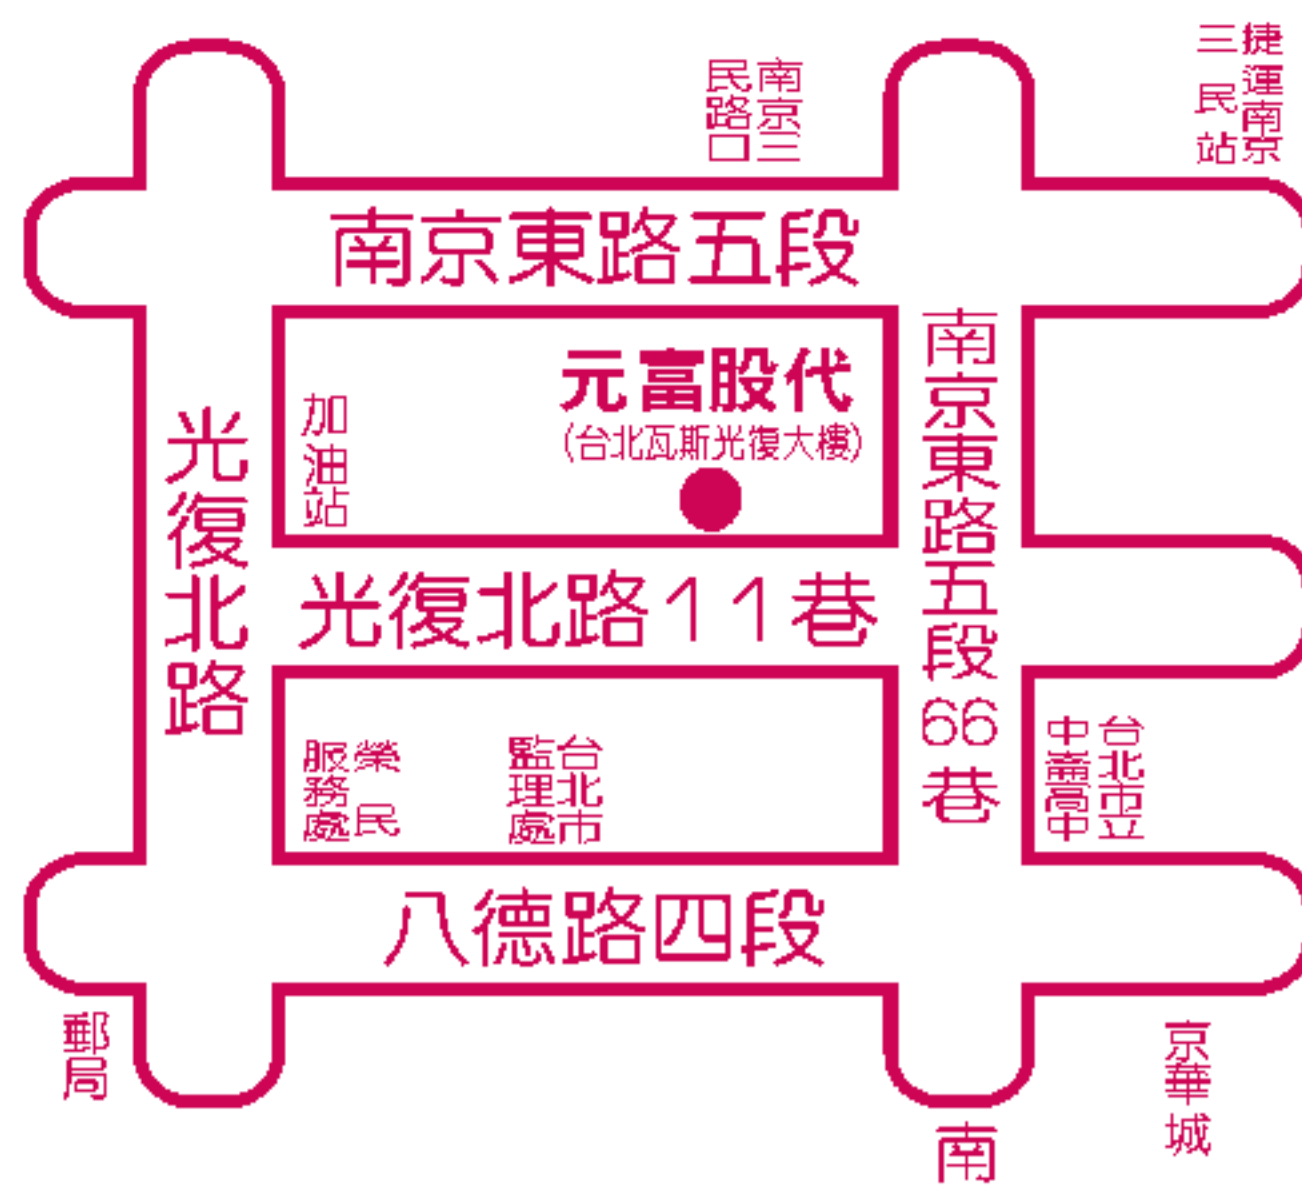 南京三
民路口
捷運南京
三民站
南京東路五段
元富股代
(台北瓦斯光復大樓)
加油站
光復北路
南京東路五段66巷
光復北路11巷
榮民
服務處
台北市
監理處
台北市立
中崙高中
八德路四段
郵局
京華城
南